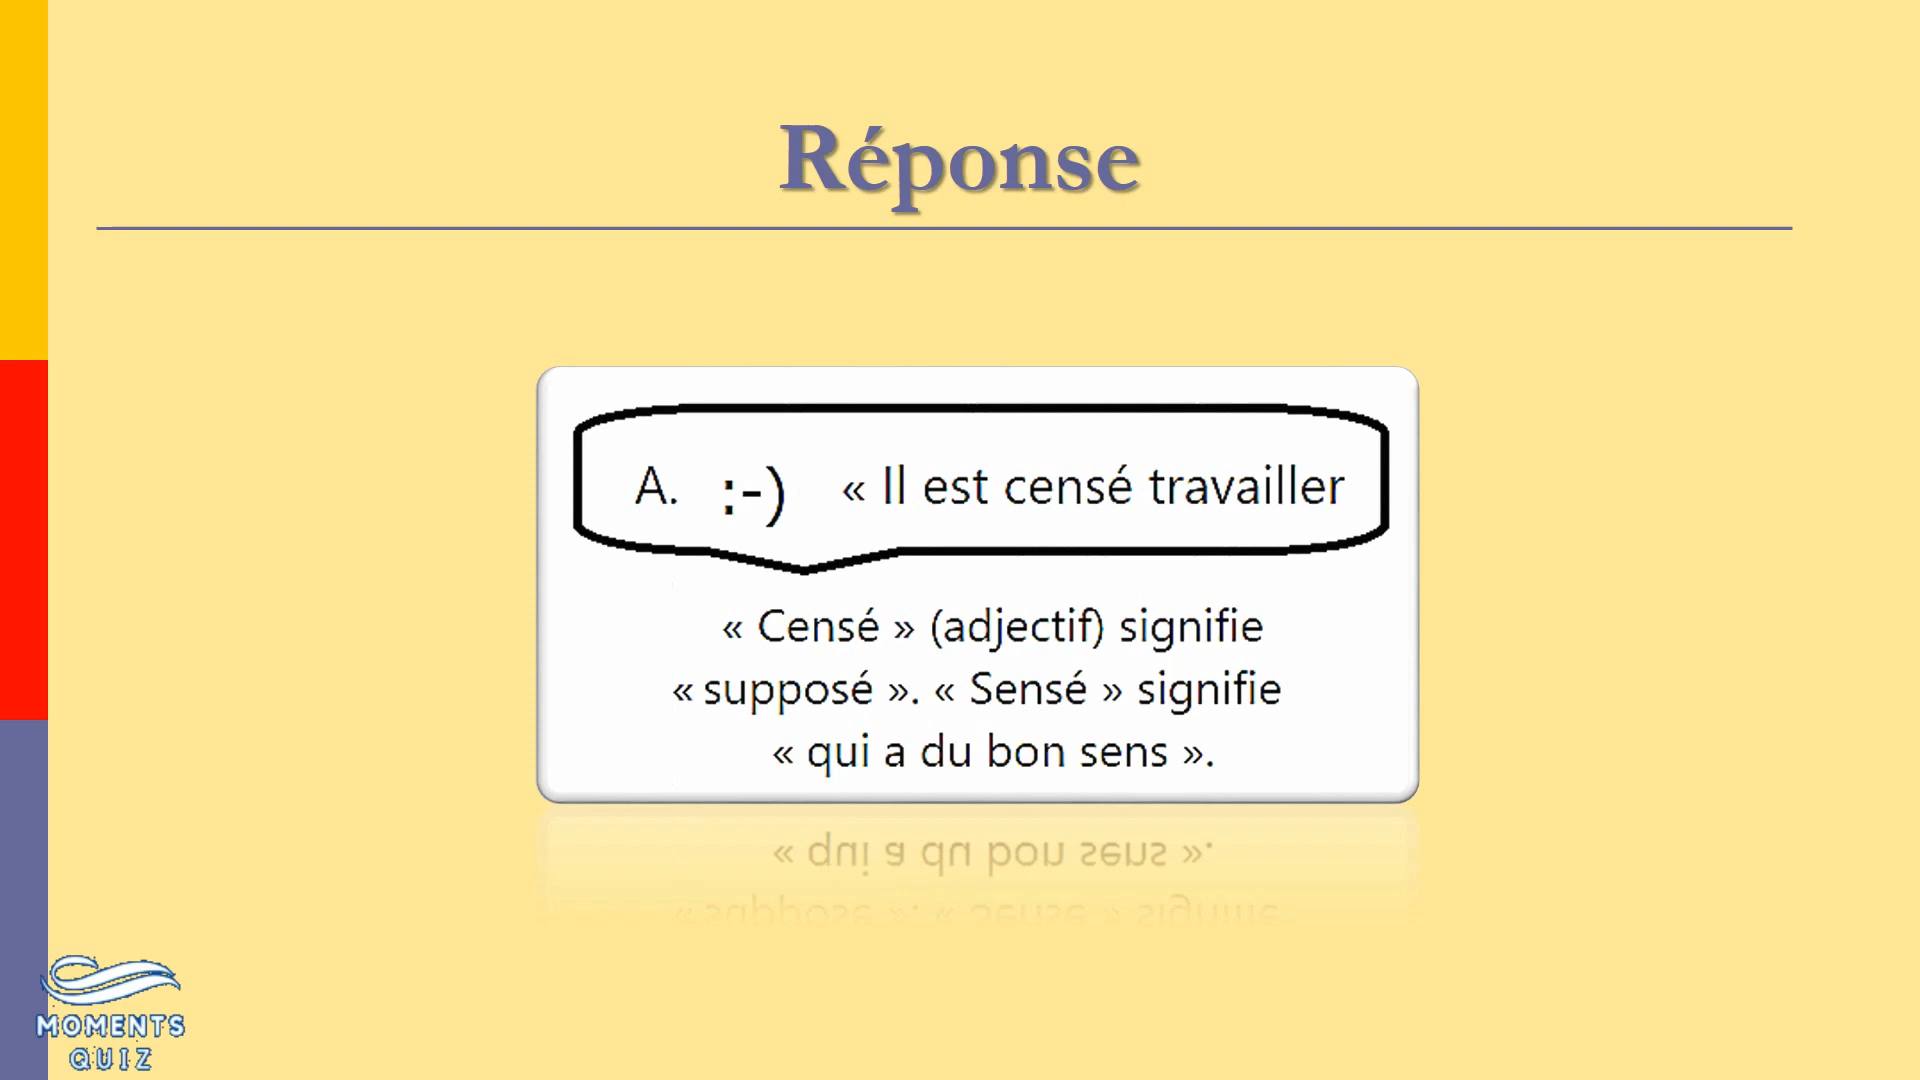 Réponse
A. :-) « Il est censé travailler
« Censé » (adjectif) signifie
« supposé ». « Sensé » signifie
« qui a du bon sens ».
MOMENTS
QUIZ